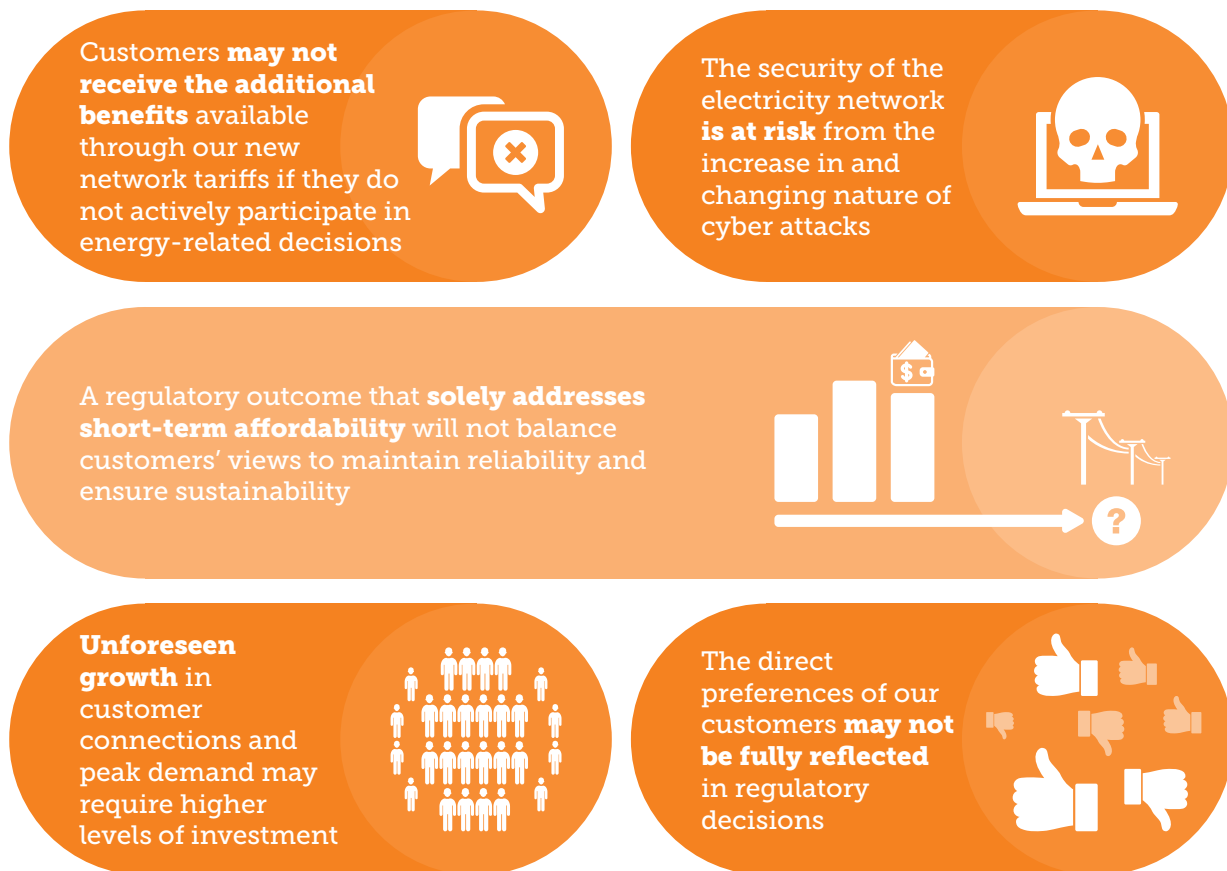 Customers may not
receive the additional
benefits available
through our new
network tariffs if they do
not actively participate in
energy-related decisions
The security of the
electricity network
is at risk from the
increase in and
changing nature of
cyber attacks
A regulatory outcome that solely addresses
short-term affordability will not balance
customers’ views to maintain reliability and
ensure sustainability
$
?
Unforeseen
growth in
customer
connections and
peak demand may
require higher
levels of investment
The direct
preferences of our
customers may not
be fully reflected
in regulatory
decisions